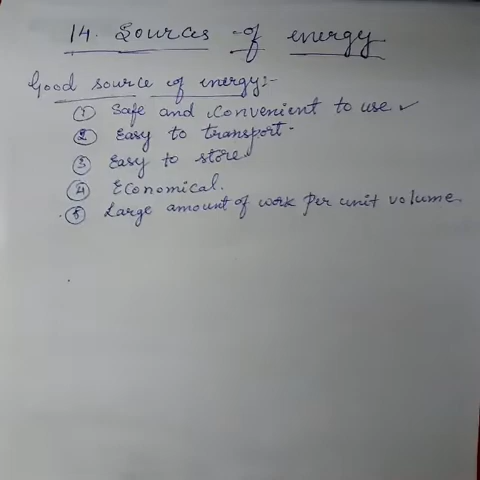 14. Sources of energy
Good source of energy:-
① Safe and Convenient to use ✓
② Easy to transport.
③ Easy to store
④ Economical.
⑤ Large amount of work per unit volume.